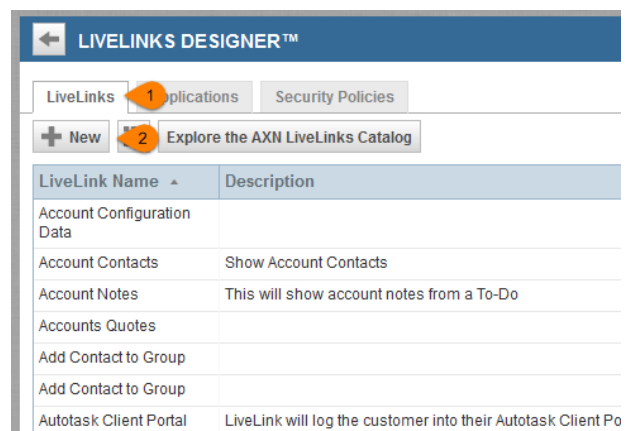 LIVELINKS DESIGNER™
LiveLinks 1 Security Policies
New 2 Explore the AXN LiveLinks Catalog
LiveLink Name Description
Account Configuration
Data
Account Contacts Show Account Contacts
Account Notes This will show account notes from a To-Do
Accounts Quotes
Add Contact to Group
Add Contact to Group
Autotask Client Portal LiveLink will log the customer into their Autotask Client